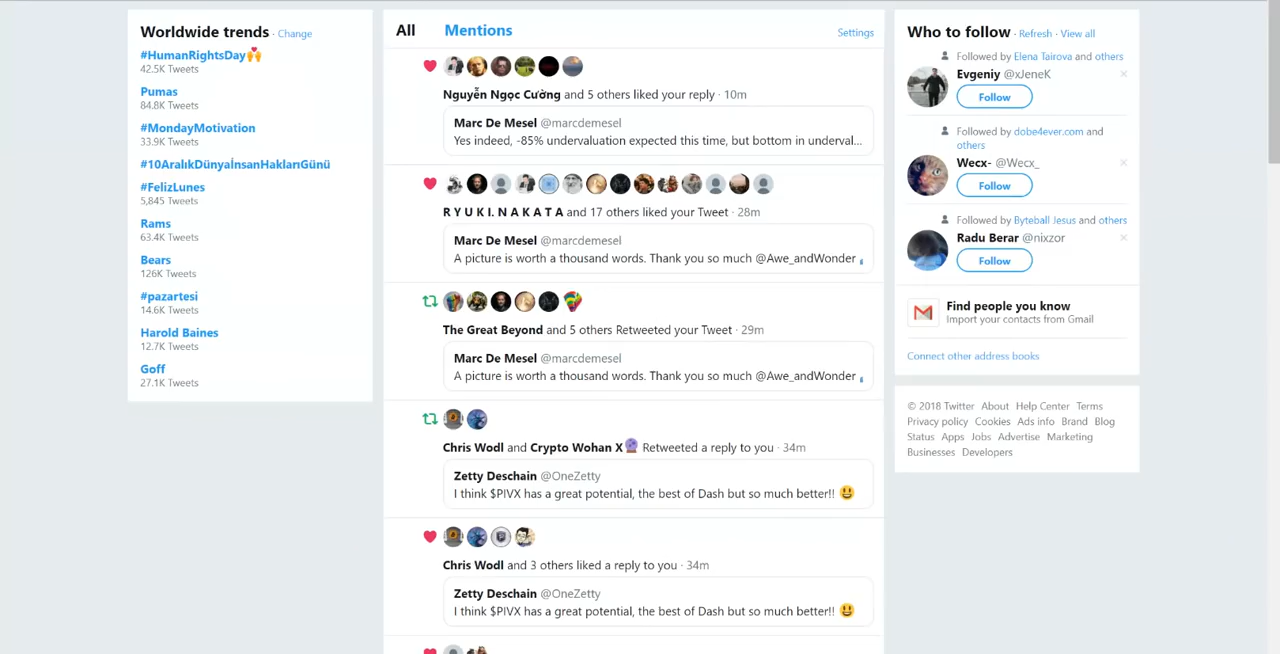 Worldwide trends · Change
#HumanRightsDay
42.5K Tweets
Pumas
84.8K Tweets
#MondayMotivation
33.9K Tweets
#10AralıkDünyaİnsanHaklarıGünü
#FelizLunes
5,845 Tweets
Rams
63.4K Tweets
Bears
126K Tweets
#pazartesi
14.6K Tweets
Harold Baines
12.7K Tweets
Goff
27.1K Tweets
All Mentions Settings
Nguyễn Ngọc Cường and 5 others liked your reply · 10m
Marc De Mesel @marcdemesel
Yes indeed, -85% undervaluation expected this time, but bottom in underval...
R Y U K I. N A K A T A and 17 others liked your Tweet · 28m
Marc De Mesel @marcdemesel
A picture is worth a thousand words. Thank you so much @Awe_andWonder
The Great Beyond and 5 others Retweeted your Tweet · 29m
Marc De Mesel @marcdemesel
A picture is worth a thousand words. Thank you so much @Awe_andWonder
Chris Wodl and Crypto Wohan X🔮 Retweeted a reply to you · 34m
Zetty Deschain @OneZetty
I think $PIVX has a great potential, the best of Dash but so much better!! 😃
Chris Wodl and 3 others liked a reply to you · 34m
Zetty Deschain @OneZetty
I think $PIVX has a great potential, the best of Dash but so much better!! 😃
Who to follow · Refresh · View all
Followed by Elena Tairova and others
Evgeniy @xJeneK
Follow
Followed by dobe4ever.com and
others
Wecx- @Wecx_
Follow
Followed by Byteball Jesus and others
Radu Berar @nixzor
Follow
Find people you know
Import your contacts from Gmail
Connect other address books
© 2018 Twitter About Help Center Terms
Privacy policy Cookies Ads info Brand Blog
Status Apps Jobs Advertise Marketing
Businesses Developers